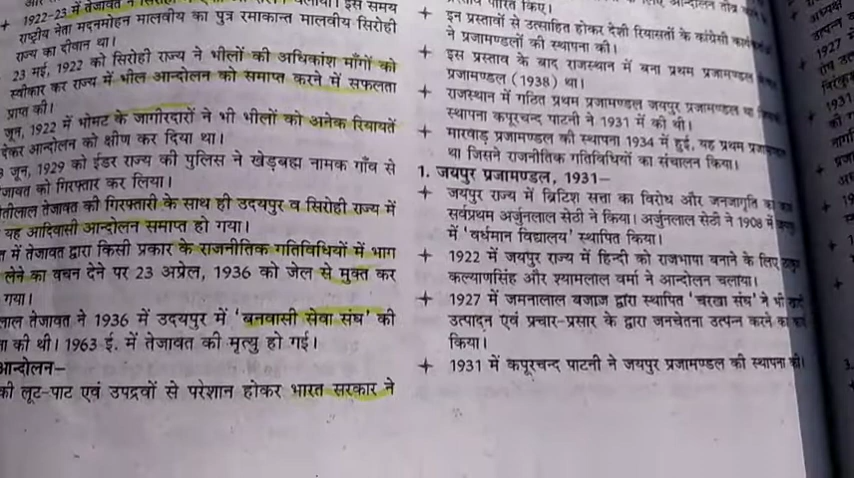 1922-23 में तेजावत ने
राष्ट्रीय नेता मदनमोहन मालवीय का पुत्र रमाकान्त मालवीय सिरोही
राज्य का दीवान था।
23 मई, 1922 को सिरोही राज्य ने भीलों की अधिकांश माँगों को
स्वीकार कर राज्य में भील आन्दोलन को समाप्त करने में सफलता
प्राप्त की।
जून, 1922 में भोमट के जागीरदारों ने भी भीलों को अनेक रियायतें
देकर आन्दोलन को क्षीण कर दिया था।
जून, 1929 को ईडर राज्य की पुलिस ने खेड़ब्रह्म नामक गाँव से
जावत को गिरफ्तार कर लिया।
तीलाल तेजावत की गिरफ्तारी के साथ ही उदयपुर व सिरोही राज्य में
यह आदिवासी आन्दोलन समाप्त हो गया।
में तेजावत द्वारा किसी प्रकार के राजनीतिक गतिविधियों में भाग
लेने का वचन देने पर 23 अप्रेल, 1936 को जेल से मुक्त कर
गया।
लाल तेजावत ने 1936 में उदयपुर में 'बनवासी सेवा संघ' की
की थी। 1963 ई. में तेजावत की मृत्यु हो गई।
आन्दोलन–
की लूट-पाट एवं उपद्रवों से परेशान होकर भारत सरकार ने
पारित किए।
इन प्रस्तावों से उत्साहित होकर देशी रियासतों के कांग्रेसी
ने प्रजामण्डलों की स्थापना की।
इस प्रस्ताव के बाद राजस्थान में बना प्रथम प्रजामण्डल
प्रजामण्डल (1938) था।
राजस्थान में गठित प्रथम प्रजामण्डल जयपुर प्रजामण्डल था
स्थापना कपूरचन्द पाटनी ने 1931 में की थी।
मारवाड़ प्रजामण्डल की स्थापना 1934 में हुई, यह प्रथम
था जिसने राजनीतिक गतिविधियों का संचालन किया।
1. जयपुर प्रजामण्डल, 1931–
जयपुर राज्य में ब्रिटिश सत्ता का विरोध और जनजागृति का
सर्वप्रथम अर्जुनलाल सेठी ने किया। अर्जुनलाल सेठी ने 1908 में
में 'वर्धमान विद्यालय' स्थापित किया।
1922 में जयपुर राज्य में हिन्दी को राजभाषा बनाने के लिए
कल्याणसिंह और श्यामलाल वर्मा ने आन्दोलन चलाया।
1927 में जमनालाल बजाज द्वारा स्थापित 'चरखा संघ' ने भी
उत्पादन एवं प्रचार-प्रसार के द्वारा जनचेतना उत्पन्न करने का
किया।
1931 में कपूरचन्द पाटनी ने जयपुर प्रजामण्डल की स्थापना की।
1927
1931